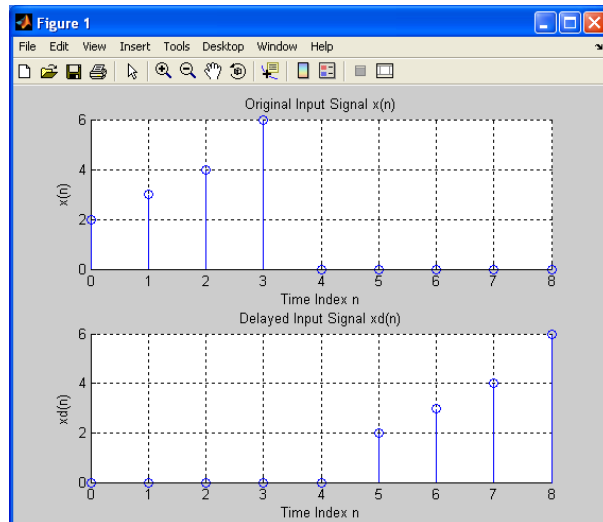 Figure 1
File Edit View Insert Tools Desktop Window Help
Original Input Signal x(n)
6
4
2
0
x(n)
0 1 2 3 4 5 6 7 8
Time Index n
Delayed Input Signal xd(n)
6
4
2
0
xd(n)
0 1 2 3 4 5 6 7 8
Time Index n